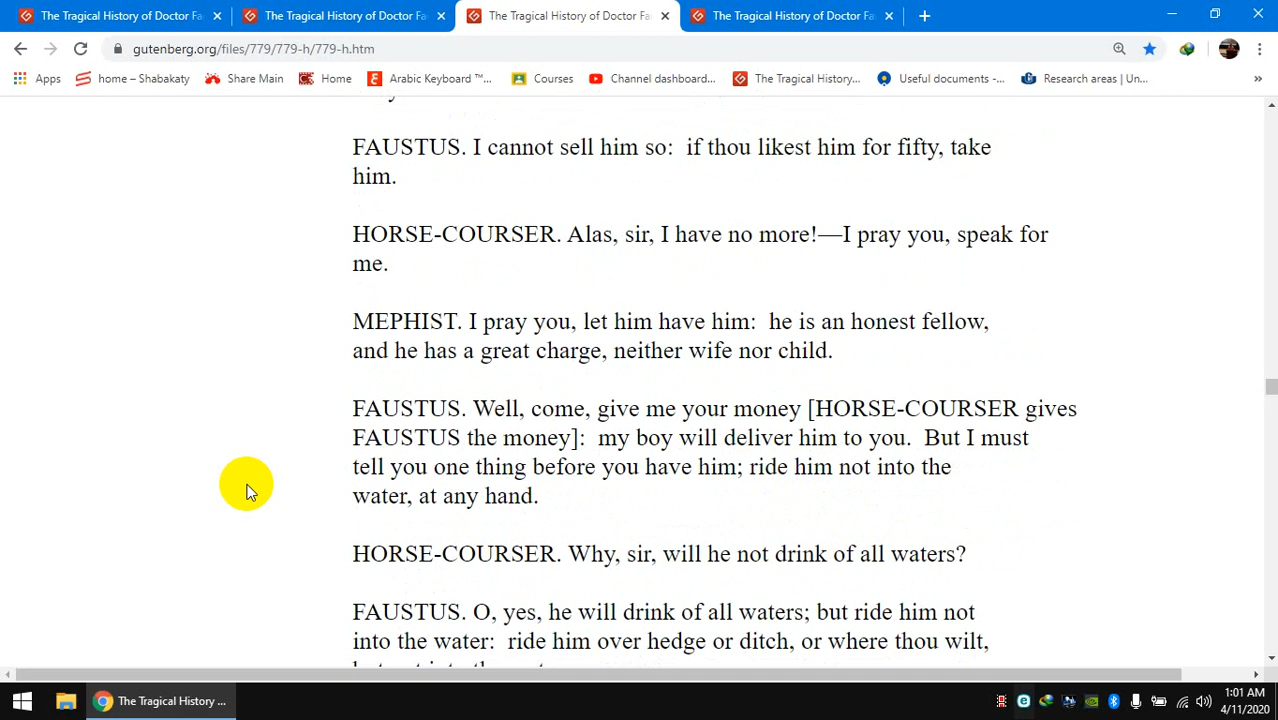 The Tragical History of Doctor Fa
The Tragical History of Doctor Fa
The Tragical History of Doctor Fa
The Tragical History of Doctor Fa
gutenberg.org/files/779/779-h/779-h.htm
Apps
home – Shabakaty
Share Main
Home
Arabic Keyboard ™...
Courses
Channel dashboard...
The Tragical History...
Useful documents -...
Research areas | Un...
FAUSTUS. I cannot sell him so: if thou likest him for fifty, take
him.
HORSE-COURSER. Alas, sir, I have no more!—I pray you, speak for
me.
MEPHIST. I pray you, let him have him: he is an honest fellow,
and he has a great charge, neither wife nor child.
FAUSTUS. Well, come, give me your money [HORSE-COURSER gives
FAUSTUS the money]: my boy will deliver him to you. But I must
tell you one thing before you have him; ride him not into the
water, at any hand.
HORSE-COURSER. Why, sir, will he not drink of all waters?
FAUSTUS. O, yes, he will drink of all waters; but ride him not
into the water: ride him over hedge or ditch, or where thou wilt,
The Tragical History ...
1:01 AM
4/11/2020